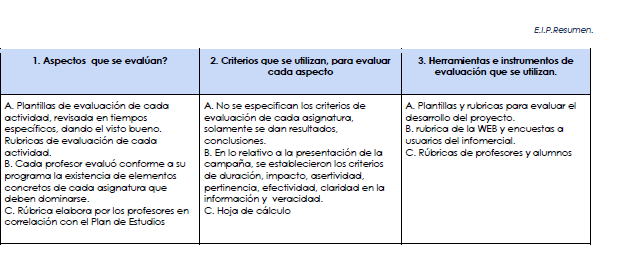 E.I.P.Resumen.
1. Aspectos que se evalúan?
2. Criterios que se utilizan, para evaluar
cada aspecto
3. Herramientas e instrumentos de
evaluación que se utilizan.
A. Plantillas de evaluación de cada
actividad, revisada en tiempos
específicos, dando el visto bueno.
Rubricas de evaluación de cada
actividad.
B. Cada profesor evaluó conforme a su
programa la existencia de elementos
concretos de cada asignatura que
deben dominarse.
C. Rúbrica elabora por los profesores en
correlación con el Plan de Estudios
A. No se especifican los criterios de
evaluación de cada asignatura,
solamente se dan resultados,
conclusiones.
B. En lo relativo a la presentación de la
campaña, se establecieron los criterios
de duración, impacto, asertividad,
pertinencia, efectividad, claridad en la
información y veracidad.
C. Hoja de cálculo
A. Plantillas y rubricas para evaluar el
desarrollo del proyecto.
B. rubrica de la WEB y encuestas a
usuarios del infomercial.
C. Rúbricas de profesores y alumnos